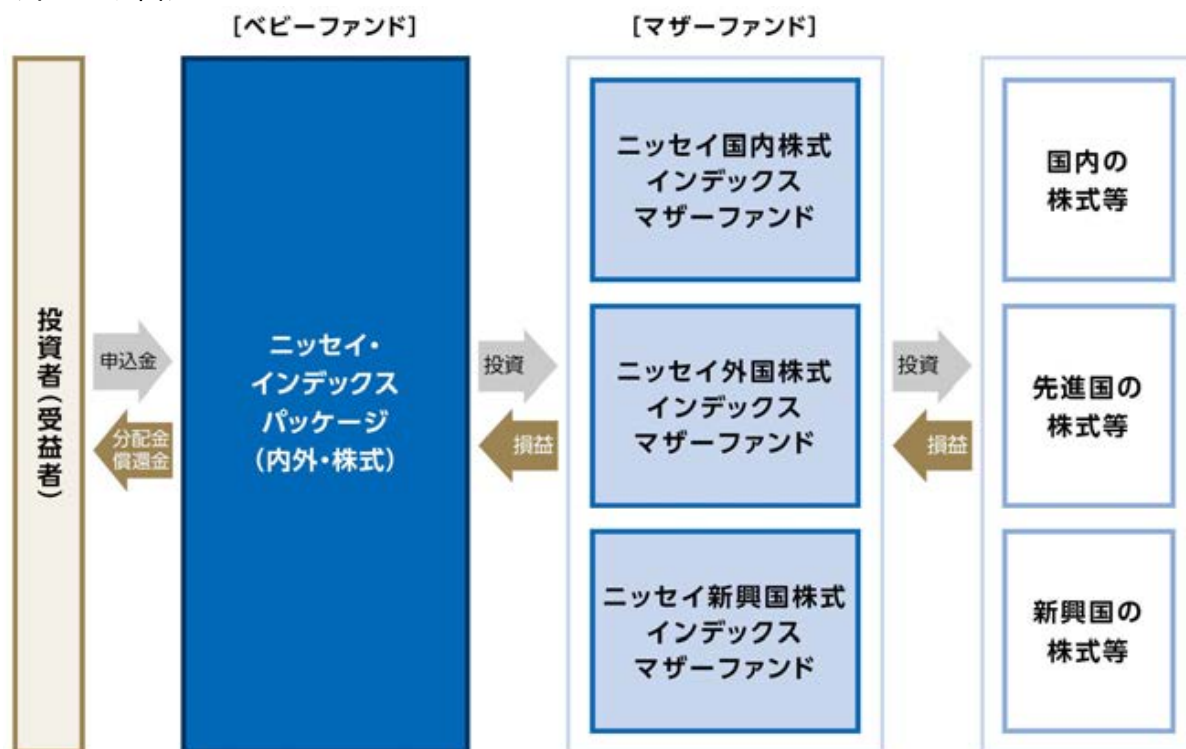 [ベビーファンド]
[マザーファンド]
投資者(受益者)
申込金
分配金
償還金
ニッセイ・
インデックス
パッケージ
(内外・株式)
投資
損益
ニッセイ国内株式
インデックス
マザーファンド
ニッセイ外国株式
インデックス
マザーファンド
ニッセイ新興国株式
インデックス
マザーファンド
投資
損益
国内の
株式等
先進国の
株式等
新興国の
株式等